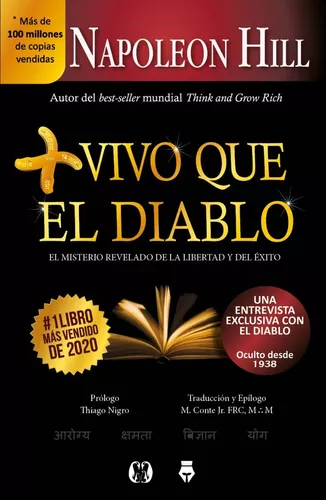 * Más de
100 millones
de copias
vendidas
NAPOLEON HILL
Autor del best-seller mundial Think and Grow Rich
+ VIVO QUE
EL DIABLO
EL MISTERIO REVELADO DE LA LIBERTAD Y DEL ÉXITO
#1 LIBRO
MÁS VENDIDO
DE 2020
UNA
ENTREVISTA
EXCLUSIVA CON
EL DIABLO
Oculto desde
1938
Prólogo
Thiago Nigro
Traducción y Epílogo
M. Conte Jr. FRC, M∴M
आरोग्य क्षमता विज्ञान योग